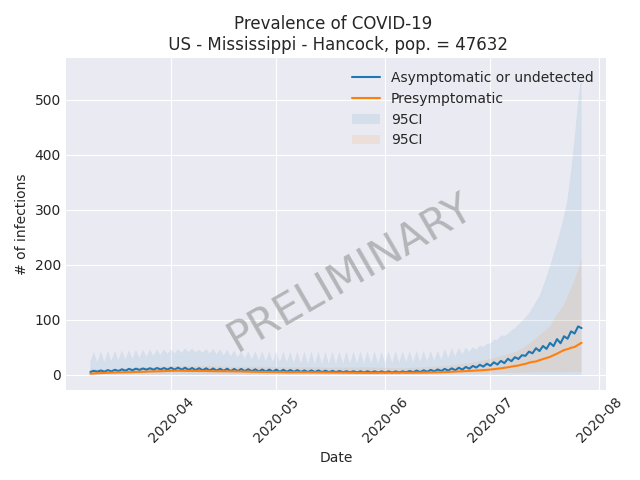 Prevalence of COVID-19
US - Mississippi - Hancock, pop. = 47632
Asymptomatic or undetected
Presymptomatic
95CI
95CI
# of infections
500
400
300
200
100
0
PRELIMINARY
2020-04
2020-05
2020-06
2020-07
2020-08
Date